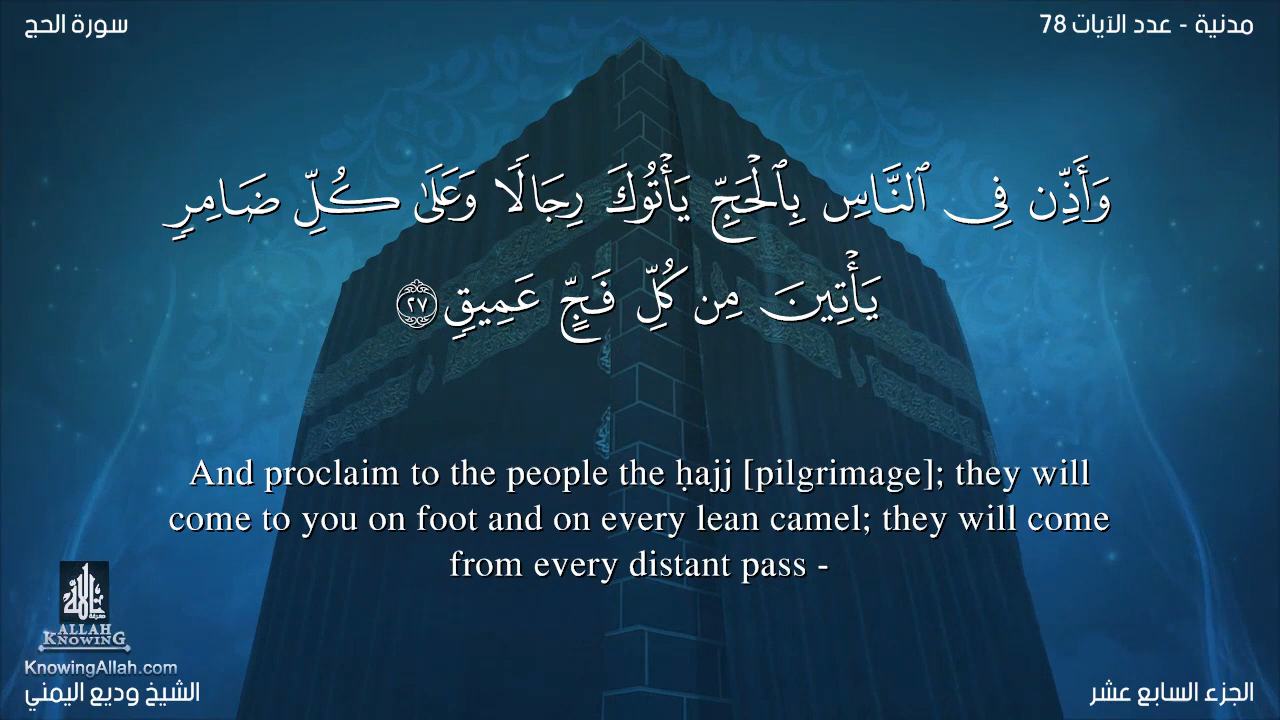 سورة الحج
مدنية - عدد الآيات 78
وَأَذِّن فِى ٱلنَّاسِ بِٱلْحَجِّ يَأْتُوكَ رِجَالًا وَعَلَىٰ كُلِّ ضَامِرٍ
يَأْتِينَ مِن كُلِّ فَجٍّ عَمِيقٍ ٢٧
And proclaim to the people the ḥajj [pilgrimage]; they will
come to you on foot and on every lean camel; they will come
from every distant pass -
ALLAH
KNOWING
KnowingAllah.com
الشيخ وديع اليمني
الجزء السابع عشر